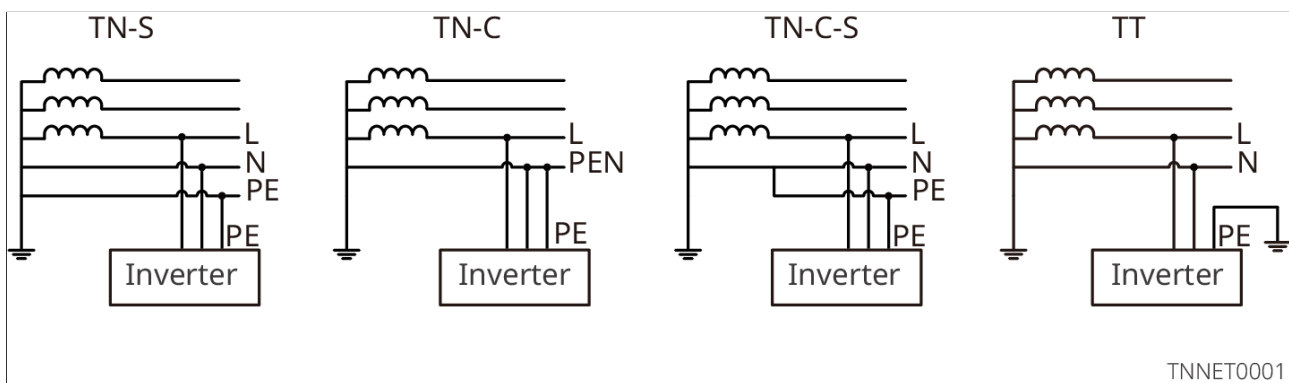 TN-S
L
N
PE
PE
Inverter
TN-C
L
PEN
PE
Inverter
TN-C-S
L
N
PE
PE
Inverter
TT
L
N
PE
Inverter
TNNET0001